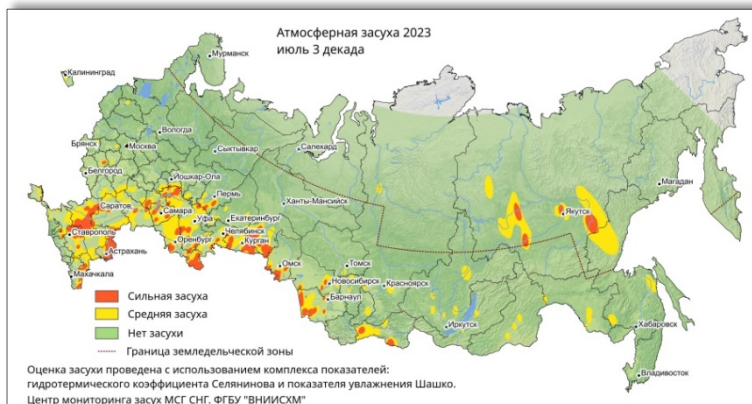 Атмосферная засуха 2023
июль 3 декада
Мурманск
Калининград
Вологда
Брянск
Москва
Сыктывкар
Салехард
Белгород
Йошкар-Ола
Магадан
Пермь
Ханты-Мансийск
Саратов
Самара
Якутск
Уфа
Екатеринбург
Ставрополь
Челябинск
Оренбург
Курган
Астрахань
Омск
Томск
Махачкала
Новосибирск
Красноярск
Барнаул
Иркутск
Хабаровск
Владивосток
Сильная засуха
Средняя засуха
Нет засухи
Граница земледельческой зоны
Оценка засухи проведена с использованием комплекса показателей:
гидротермического коэффициента Селянинова и показателя увлажнения Шашко.
Центр мониторинга засух МСГ СНГ. ФГБУ "ВНИИСХМ"